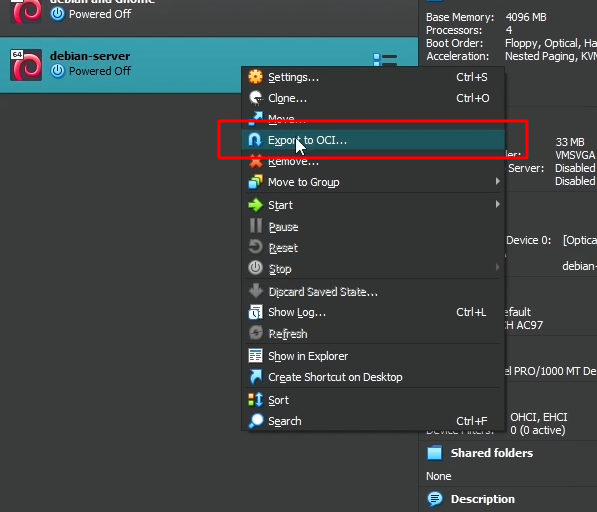 debian and Gnome
Powered Off
64
debian-server
Powered Off
Base Memory: 4096 MB
Processors: 4
Boot Order: Floppy, Optical, Ha
Acceleration: Nested Paging, KVM
Settings... Ctrl+S
Clone... Ctrl+O
Move...
Export to OCI...
Remove...
Move to Group
Start
Pause
Reset
Stop
Discard Saved State...
Show Log... Ctrl+L
Refresh
Show in Explorer
Create Shortcut on Desktop
Sort
Search Ctrl+F
33 MB
ler: VMSVGA
Server: Disabled
Disabled
Device 0: [Optica
debian-
efault
CH AC97
el PRO/1000 MT De
OHCI, EHCI
Device Filters: 0 (0 active)
Shared folders
None
Description